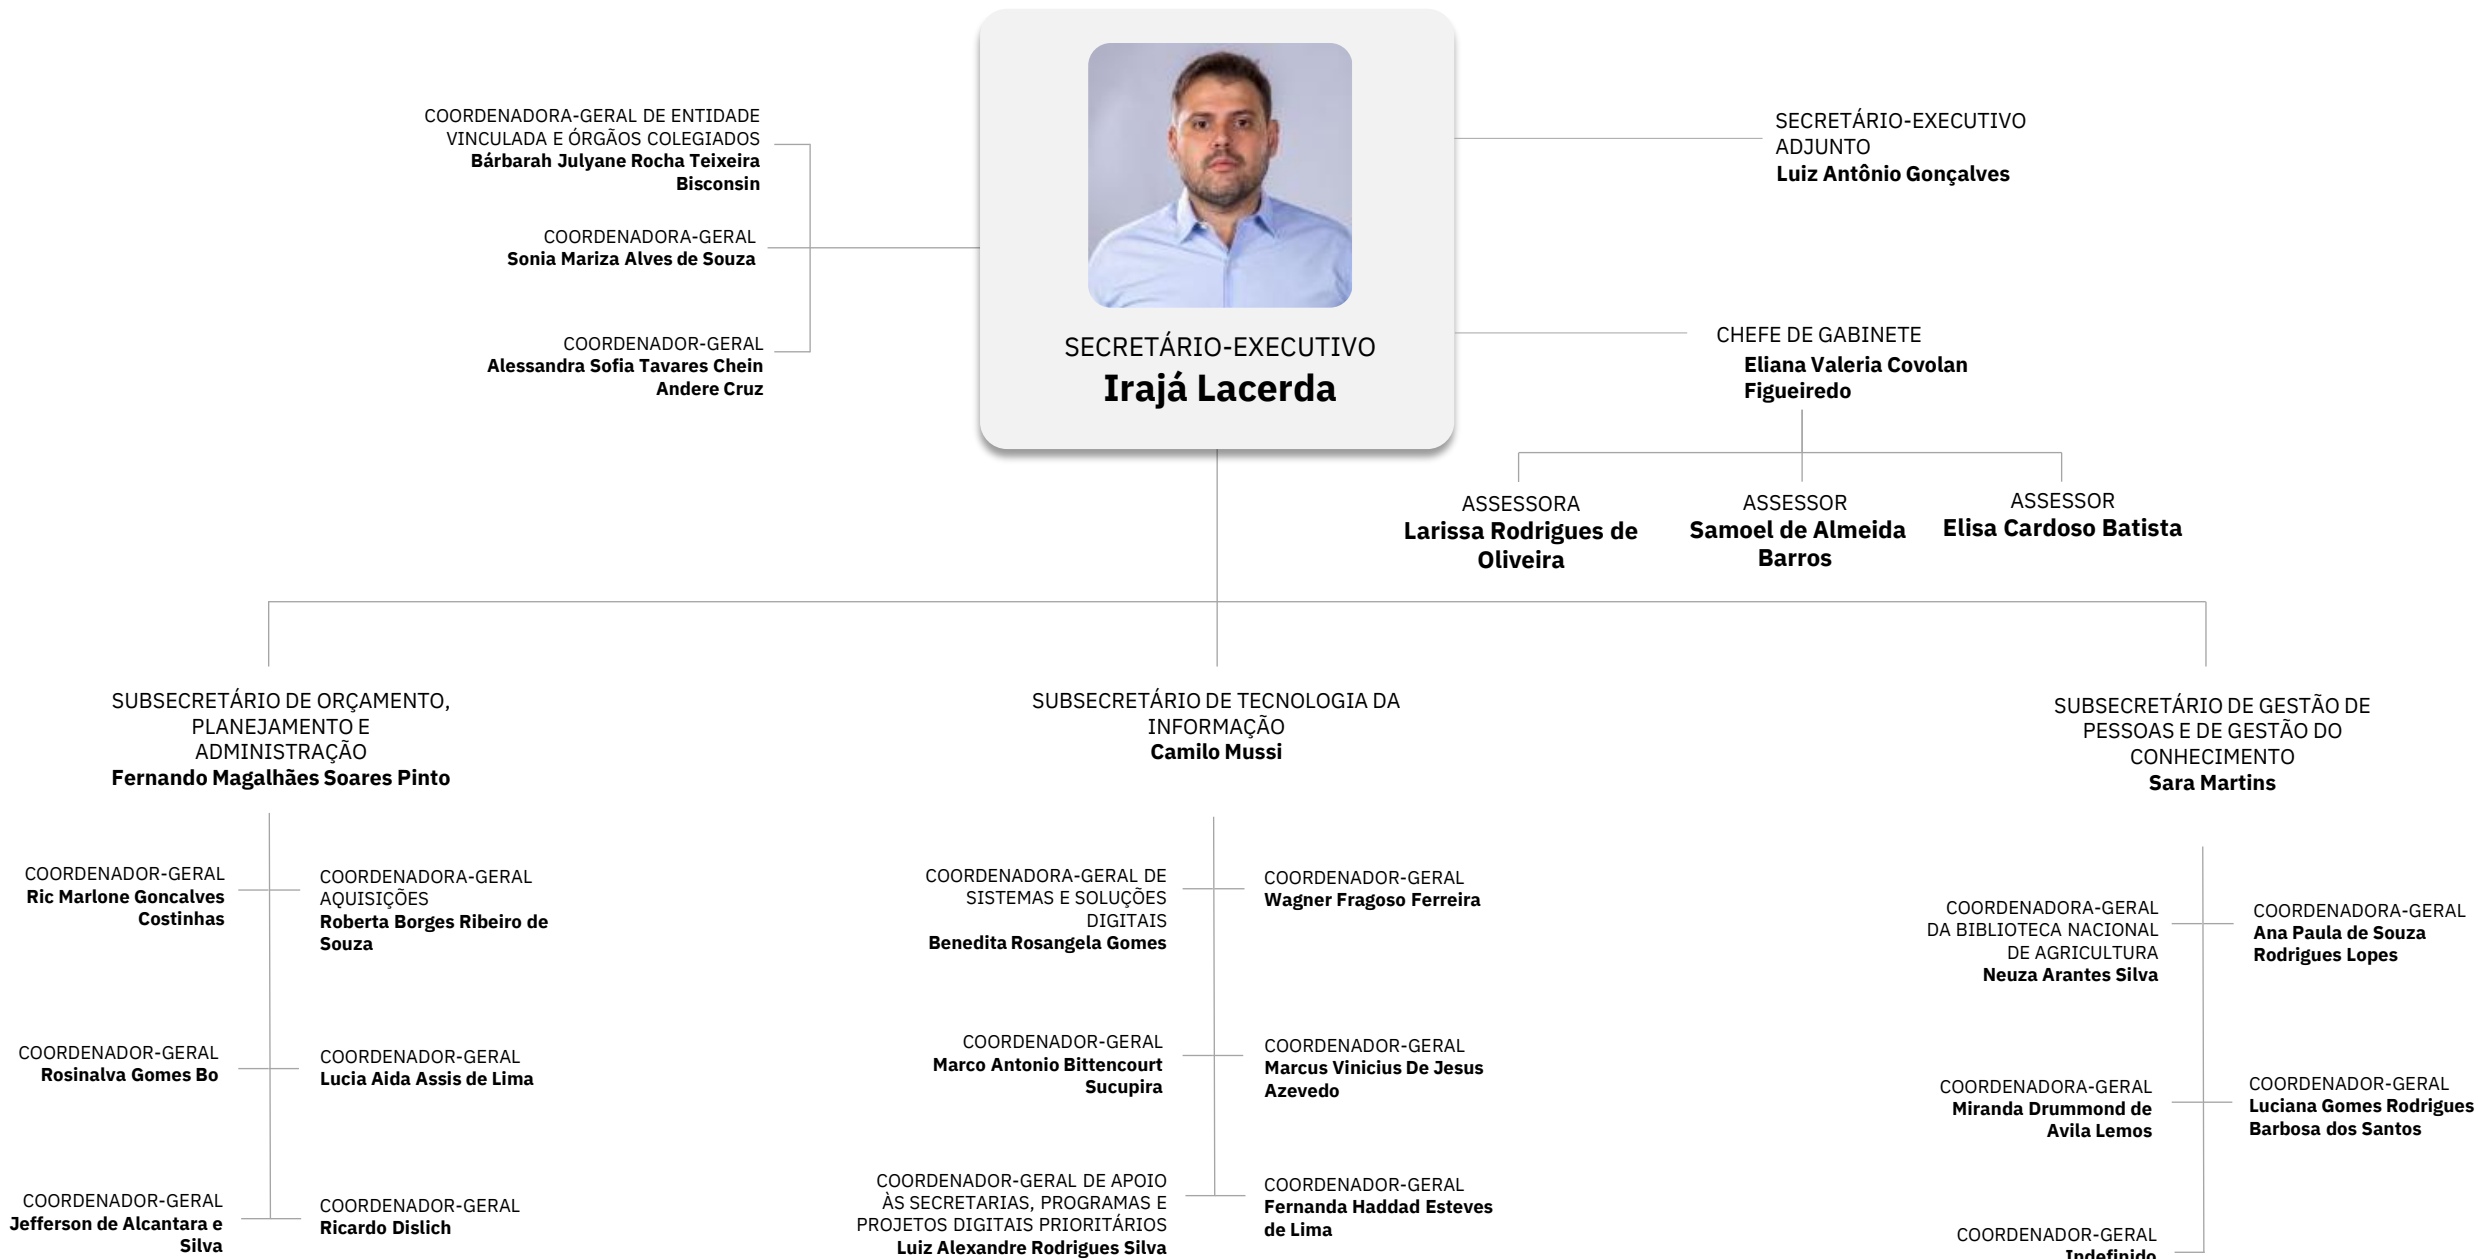 COORDENADORA-GERAL DE ENTIDADE
VINCULADA E ÓRGÃOS COLEGIADOS
Bárbarah Julyane Rocha Teixeira
Bisconsin
COORDENADORA-GERAL
Sonia Mariza Alves de Souza
COORDENADOR-GERAL
Alessandra Sofia Tavares Chein
Andere Cruz
SECRETÁRIO-EXECUTIVO
Irajá Lacerda
SECRETÁRIO-EXECUTIVO
ADJUNTO
Luiz Antônio Gonçalves
CHEFE DE GABINETE
Eliana Valeria Covolan
Figueiredo
ASSESSORA
Larissa Rodrigues de
Oliveira
ASSESSOR
Samoel de Almeida
Barros
ASSESSOR
Elisa Cardoso Batista
SUBSECRETÁRIO DE ORÇAMENTO,
PLANEJAMENTO E
ADMINISTRAÇÃO
Fernando Magalhães Soares Pinto
COORDENADOR-GERAL
Ric Marlone Goncalves
Costinhas
COORDENADORA-GERAL
AQUISIÇÕES
Roberta Borges Ribeiro de
Souza
COORDENADOR-GERAL
Rosinalva Gomes Bo
COORDENADOR-GERAL
Lucia Aida Assis de Lima
COORDENADOR-GERAL
Jefferson de Alcantara e
Silva
COORDENADOR-GERAL
Ricardo Dislich
SUBSECRETÁRIO DE TECNOLOGIA DA
INFORMAÇÃO
Camilo Mussi
COORDENADORA-GERAL DE
SISTEMAS E SOLUÇÕES
DIGITAIS
Benedita Rosangela Gomes
COORDENADOR-GERAL
Wagner Fragoso Ferreira
COORDENADOR-GERAL
Marco Antonio Bittencourt
Sucupira
COORDENADOR-GERAL
Marcus Vinicius De Jesus
Azevedo
COORDENADOR-GERAL DE APOIO
ÀS SECRETARIAS, PROGRAMAS E
PROJETOS DIGITAIS PRIORITÁRIOS
Luiz Alexandre Rodrigues Silva
COORDENADOR-GERAL
Fernanda Haddad Esteves
de Lima
SUBSECRETÁRIO DE GESTÃO DE
PESSOAS E DE GESTÃO DO
CONHECIMENTO
Sara Martins
COORDENADORA-GERAL
DA BIBLIOTECA NACIONAL
DE AGRICULTURA
Neuza Arantes Silva
COORDENADORA-GERAL
Ana Paula de Souza
Rodrigues Lopes
COORDENADORA-GERAL
Miranda Drummond de
Avila Lemos
COORDENADOR-GERAL
Luciana Gomes Rodrigues
Barbosa dos Santos
COORDENADOR-GERAL
Indefinido